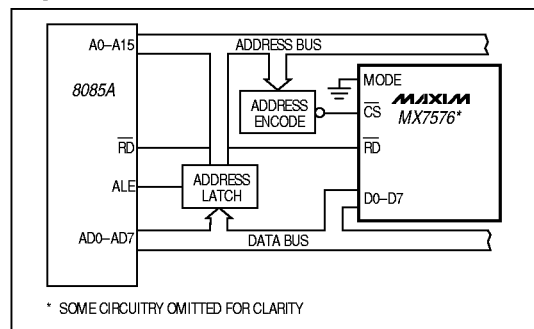 A0–A15
ADDRESS BUS
8085A
MODE
MAXIM
MX7576*
ADDRESS
ENCODE
CS
RD
RD
ALE
ADDRESS
LATCH
D0–D7
AD0–AD7
DATA BUS
* SOME CIRCUITRY OMITTED FOR CLARITY